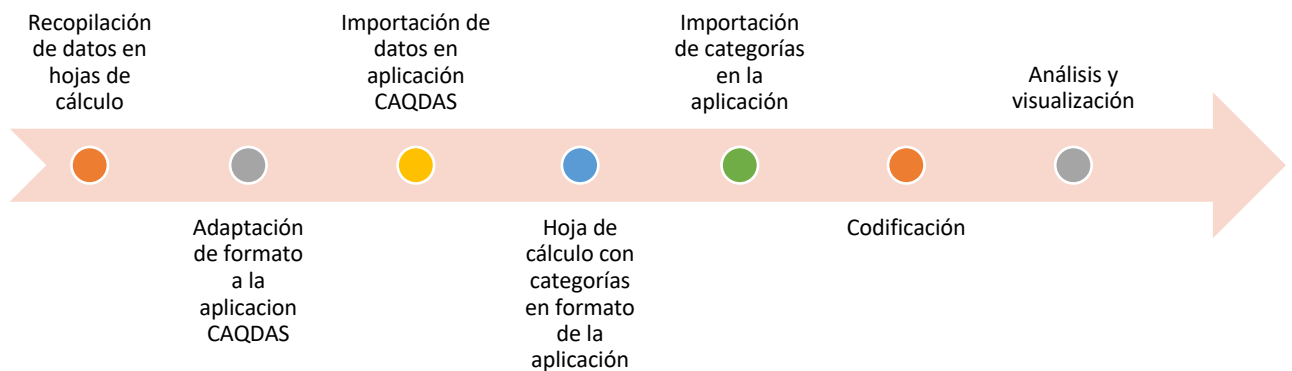 Recopilación
de datos en
hojas de
cálculo
Adaptación
de formato
a la
aplicacion
CAQDAS
Importación de
datos en
aplicación
CAQDAS
Hoja de
cálculo con
categorías
en formato
de la
aplicación
Importación
de categorías
en la
aplicación
Codificación
Análisis y
visualización